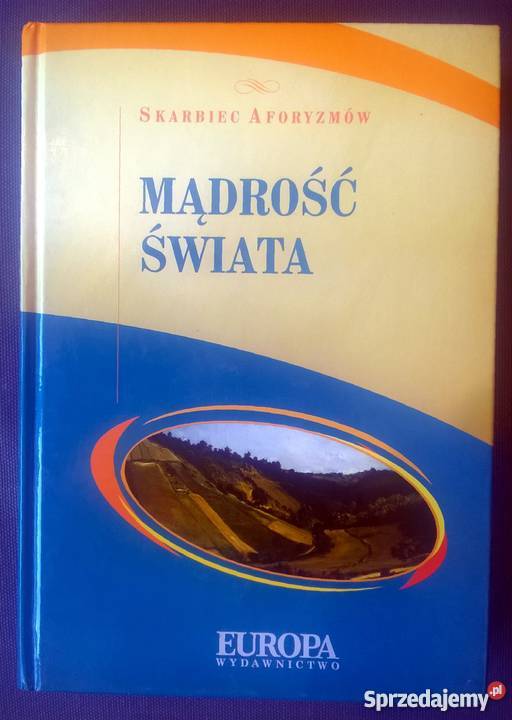 SKARBIEC AFORYZMÓW
MĄDROŚĆ
ŚWIATA
EUROPA
WYDAWNICTWO
Sprzedajemy.pl